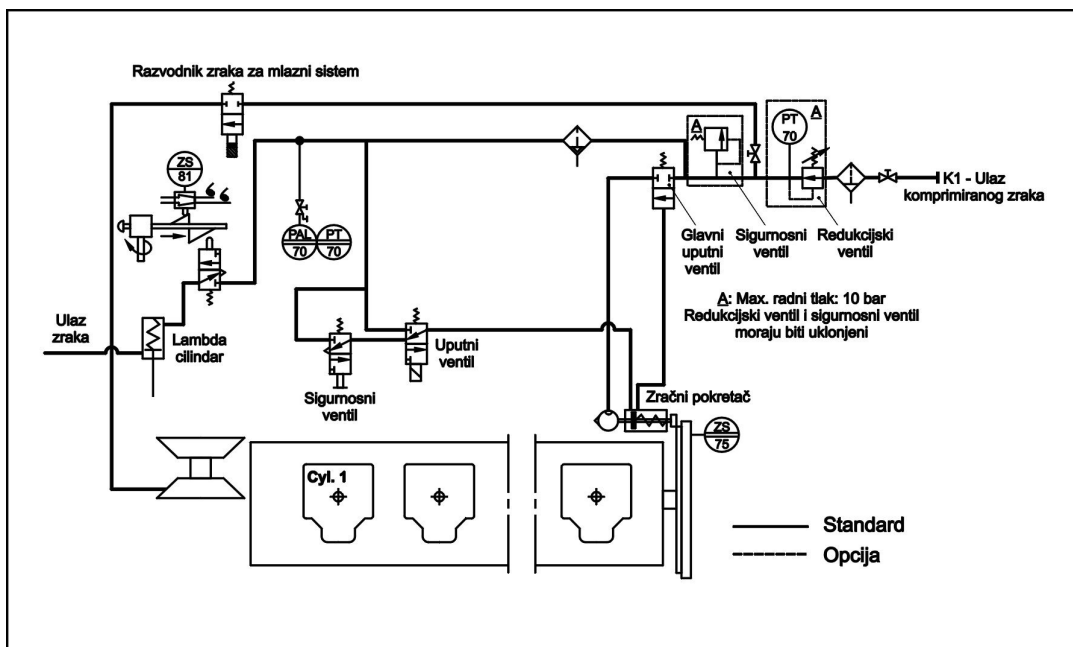 Razvodnik zraka za mlazni sistem
ZS
81
A
PT
70
A
K1 - Ulaz
komprimiranog zraka
PAL
70
PT
70
Glavni
uputni
ventil
Sigurnosni
ventil
Redukcijski
ventil
A: Max. radni tlak: 10 bar
Redukcijski ventil i sigurnosni ventil
moraju biti uklonjeni
Ulaz
zraka
Lambda
cilindar
Uputni
ventil
Sigurnosni
ventil
Zračni pokretač
ZS
75
Cyl. 1
Standard
Opcija